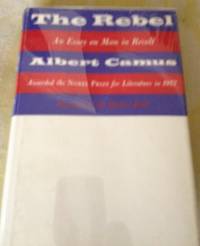 The Rebel
An Essay on Man in Revolt
Albert Camus
Awarded the NOBEL PRIZE for Literature in 1957